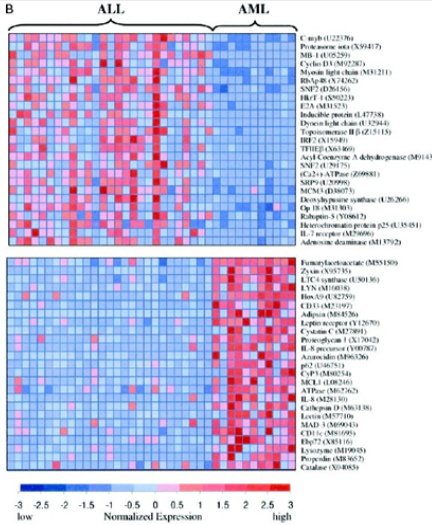 B
ALL AML
C-myb (U22376)
Proteasome iota (X59417)
MB-1 (U05259)
Cyclin D3 (M92287)
Myosin light chain (M31211)
RbAp48 (X74262)
SNF2 (D26156)
HkrT-1 (S50223)
E2A (M31523)
Inducible protein (L47738)
Dynein light chain (U32944)
Topoisomerase II β (Z15115)
IRF2 (X15949)
TFIIEβ (X63469)
Acyl-Coenzyme A dehydrogenase (M9143
SNF2 (U29175)
(Ca2+)-ATPase (Z69881)
SRP9 (U20998)
MCM3 (D38073)
Deoxyhypusine synthase (U26266)
Op 18 (M31303)
Rabaptin-5 (Y08612)
Heterochromatin protein p25 (U35451)
IL-7 receptor (M29696)
Adenosine deaminase (M13792)
Fumarylacetoacetate (M55150)
Zyxin (X95735)
LTC4 synthase (U50136)
LYN (M16038)
HoxA9 (U82759)
CD33 (M23197)
Adipsin (M84526)
Leptin receptor (Y12670)
Cystatin C (M27891)
Proteoglycan 1 (X17042)
IL-8 precursor (Y00787)
Azurocidin (M96326)
p62 (U46751)
CyP3 (M80254)
MCL1 (L08246)
ATPase (M62762)
IL-8 (M28130)
Cathepsin D (M63138)
Lectin (M57710)
MAD-3 (M69043)
CD11c (M81695)
Ebp72 (X85116)
Lysozyme (M19045)
Properdin (M83652)
Catalase (X04085)
-3 -2.5 -2 -1.5 -1 -0.5 0 0.5 1 1.5 2 2.5 3
low Normalized Expression high